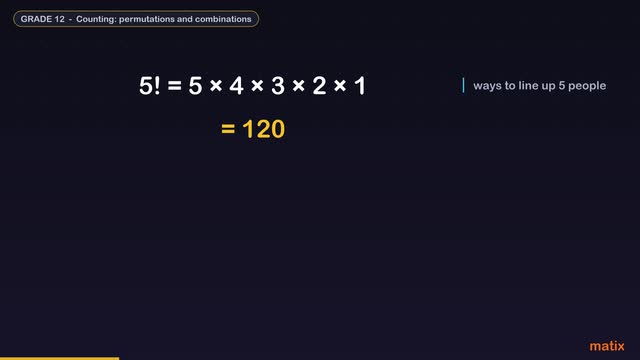 GRADE 12 - Counting: permutations and combinations
5! = 5 × 4 × 3 × 2 × 1
ways to line up 5 people
= 120
matix